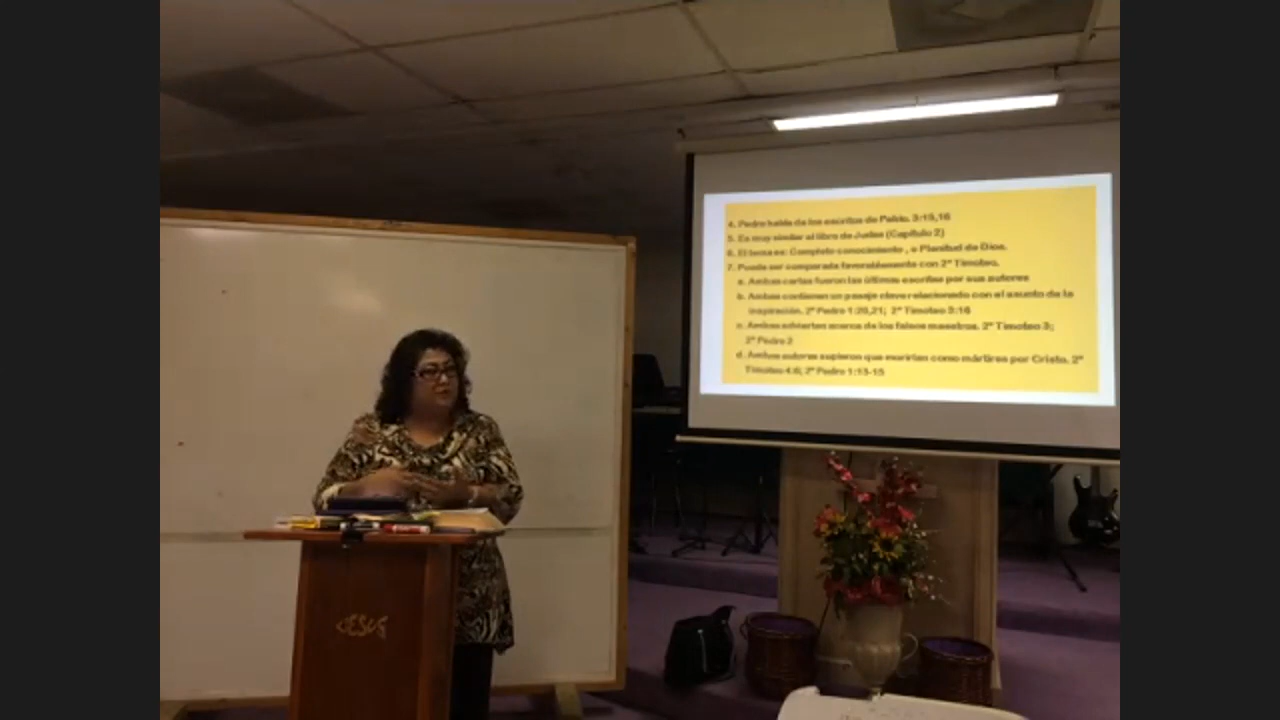 4. Pedro habla de los escritos de Pablo. 3:15,16
5. Es muy similar al libro de Judas (Capítulo 2)
6. El tema es: Completo conocimiento , o Plenitud de Dios.
7. Puede ser comparada favorablemente con 2ª Timoteo.
a. Ambas cartas fueron las últimas escritas por sus autores
b. Ambas contienen un pasaje clave relacionado con el asunto de la
inspiración. 2ª Pedro 1:20,21; 2ª Timoteo 3:16
c. Ambas advierten acerca de los falsos maestros. 2ª Timoteo 3;
2ª Pedro 2
d. Ambos autores supieron que morirían como mártires por Cristo. 2ª
Timoteo 4:6; 2ª Pedro 1:13-15
JESUS